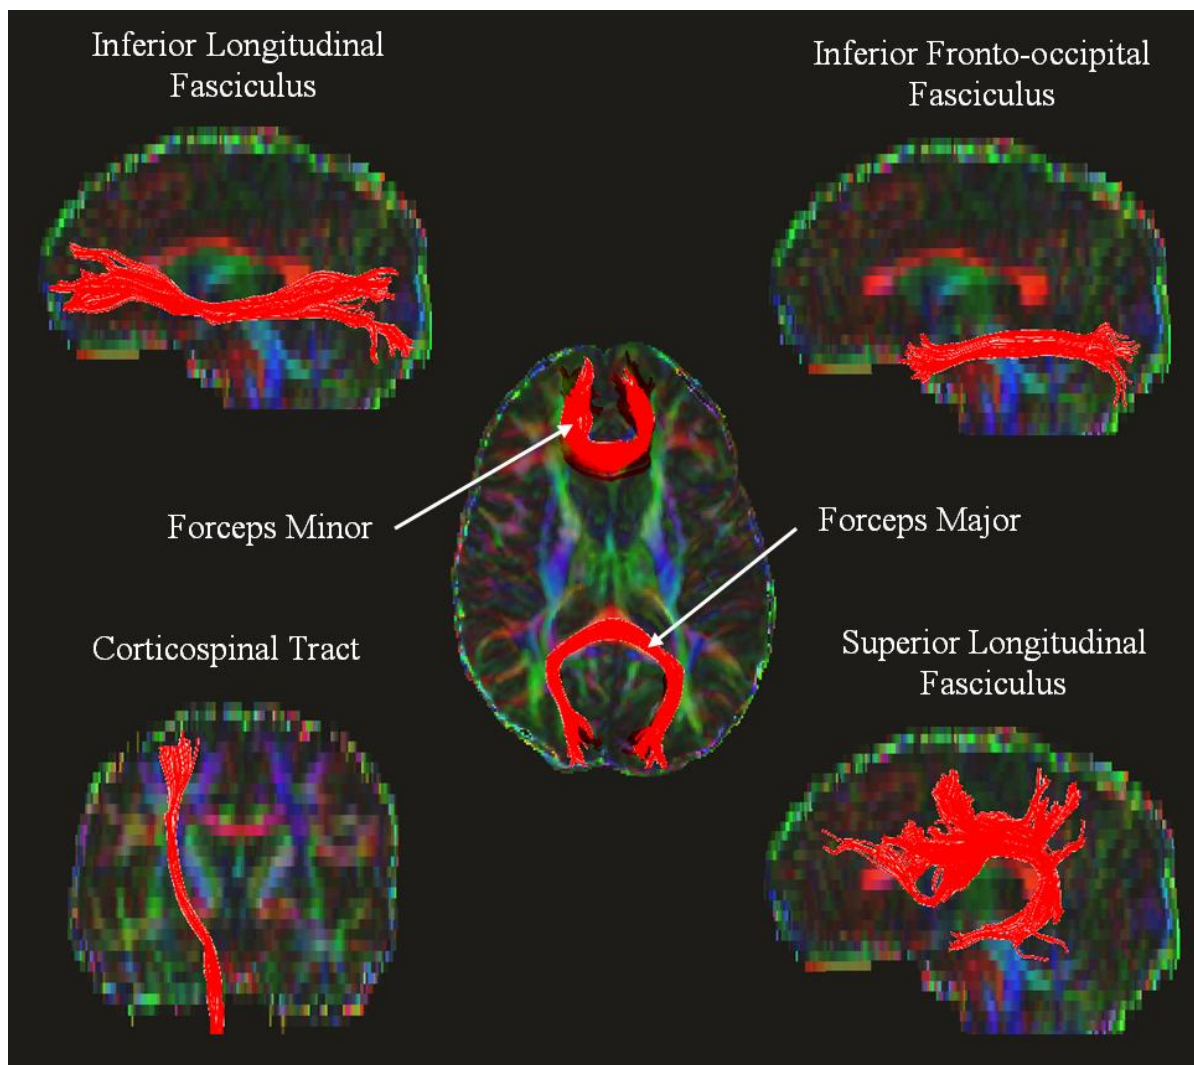 Inferior Longitudinal
Fasciculus
Inferior Fronto-occipital
Fasciculus
Forceps Minor
Forceps Major
Corticospinal Tract
Superior Longitudinal
Fasciculus